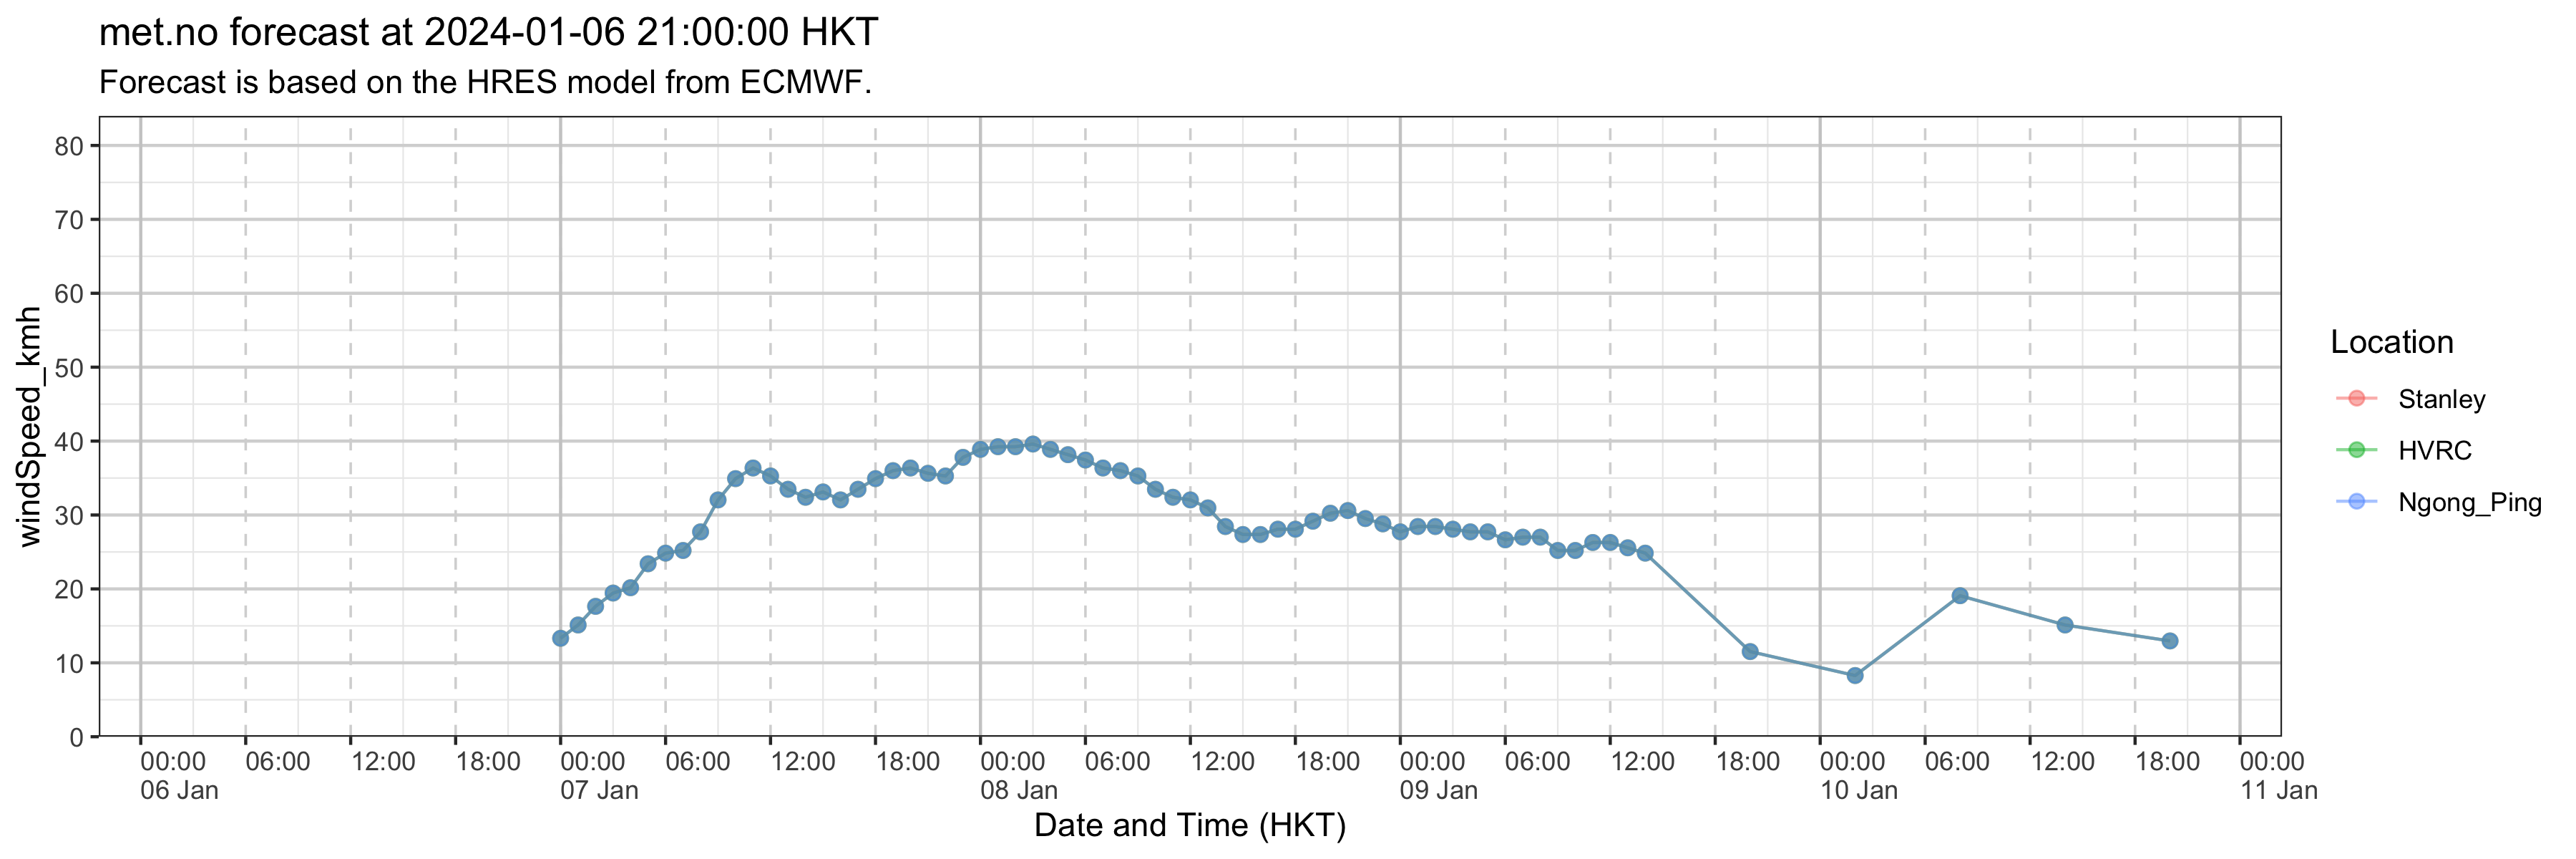 met.no forecast at 2024-01-06 21:00:00 HKT
Forecast is based on the HRES model from ECMWF.
windSpeed_kmh
80
70
60
50
40
30
20
10
0
00:00 06:00 12:00 18:00 00:00 06:00 12:00 18:00 00:00 06:00 12:00 18:00 00:00 06:00 12:00 18:00 00:00 06:00 12:00 18:00 00:00
06 Jan 07 Jan 08 Jan 09 Jan 10 Jan 11 Jan
Date and Time (HKT)
Location
Stanley
HVRC
Ngong_Ping